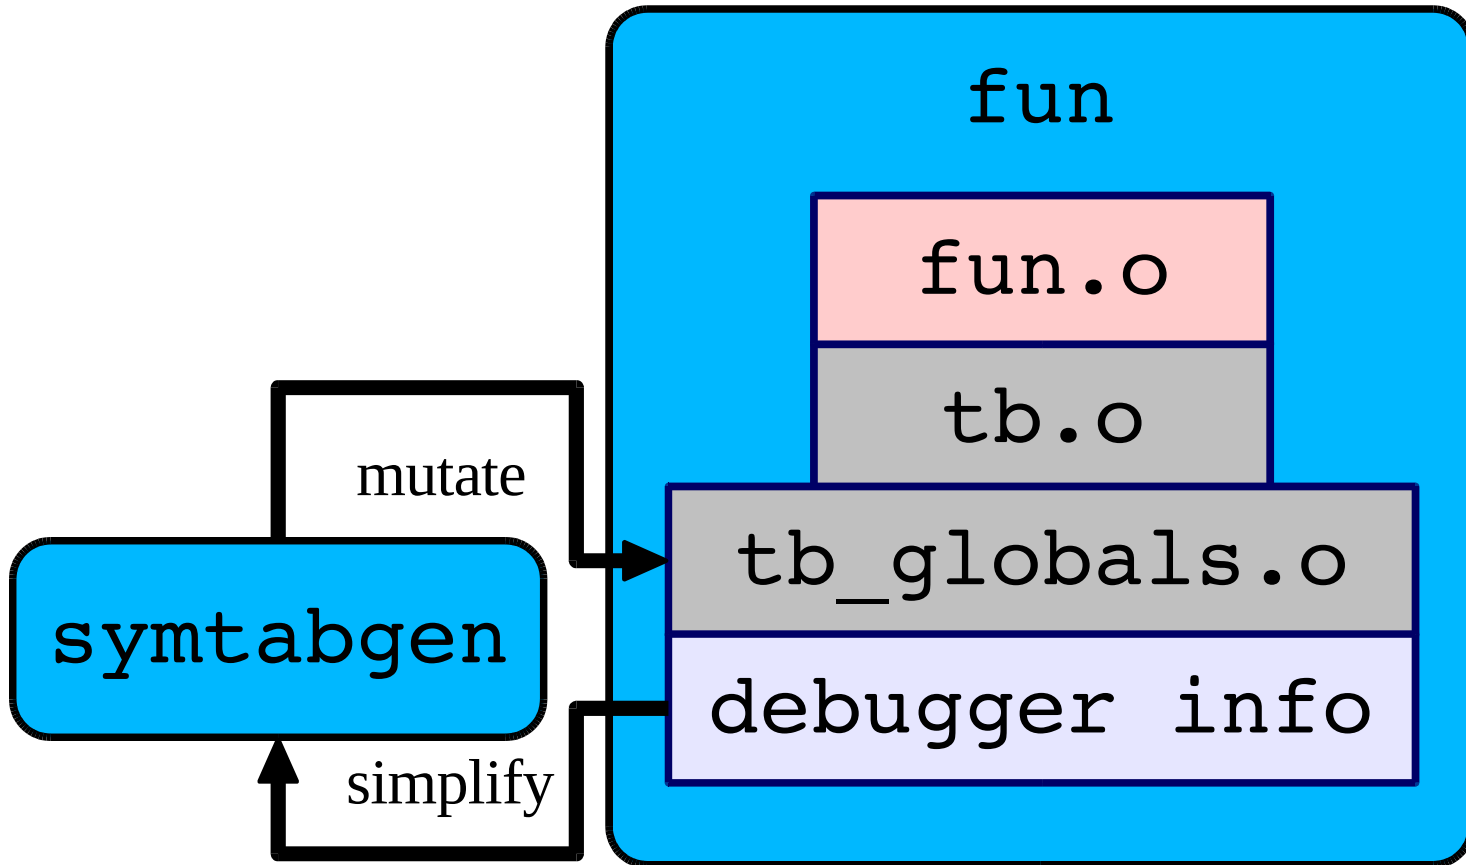 fun
fun.o
tb.o
mutate
tb_globals.o
symtabgen
debugger info
simplify